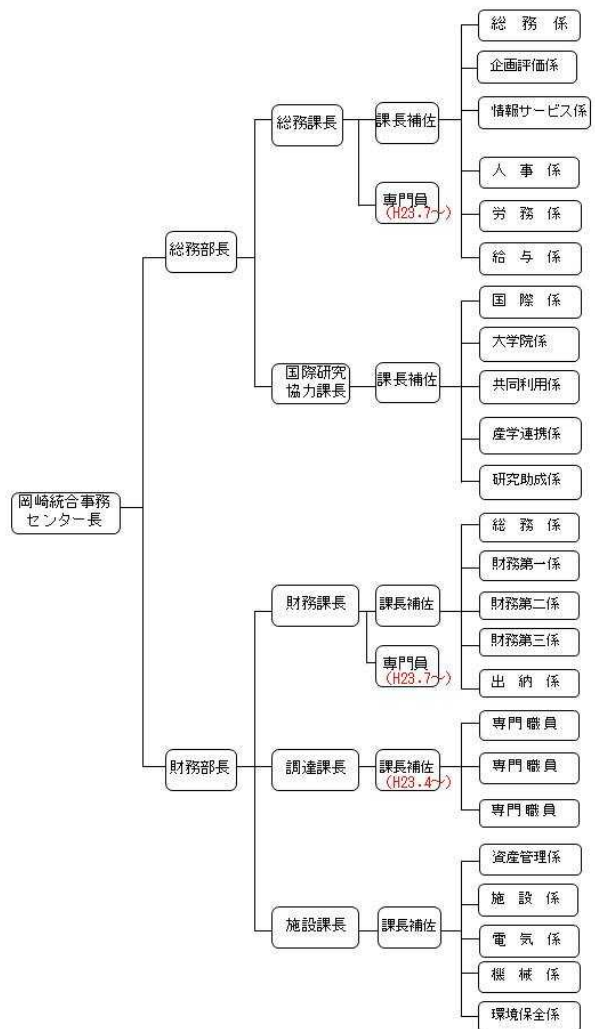 総務係
企画評価係
情報サービス係
総務課長
課長補佐
人事係
専門員
(H23.7~)
労務係
総務部長
給与係
国際係
大学院係
国際研究
協力課長
課長補佐
共同利用係
産学連携係
研究助成係
岡崎統合事務
センター長
総務係
財務第一係
財務課長
課長補佐
財務第二係
財務第三係
専門員
(H23.7~)
出納係
専門職員
財務部長
調達課長
課長補佐
(H23.4~)
専門職員
専門職員
資産管理係
施設係
施設課長
課長補佐
電気係
機械係
環境保全係